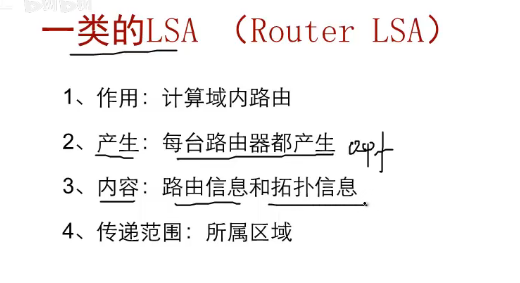 一类的LSA （Router LSA）
1、作用：计算域内路由
2、产生：每台路由器都产生
3、内容：路由信息和拓扑信息
4、传递范围：所属区域